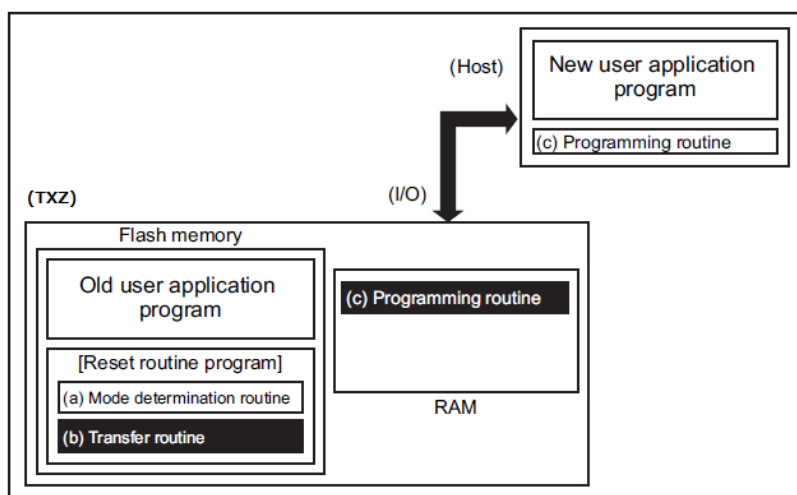 (Host)
New user application
program
(c) Programming routine
(I/O)
(TXZ)
Flash memory
Old user application
program
[Reset routine program]
(a) Mode determination routine
(b) Transfer routine
(c) Programming routine
RAM